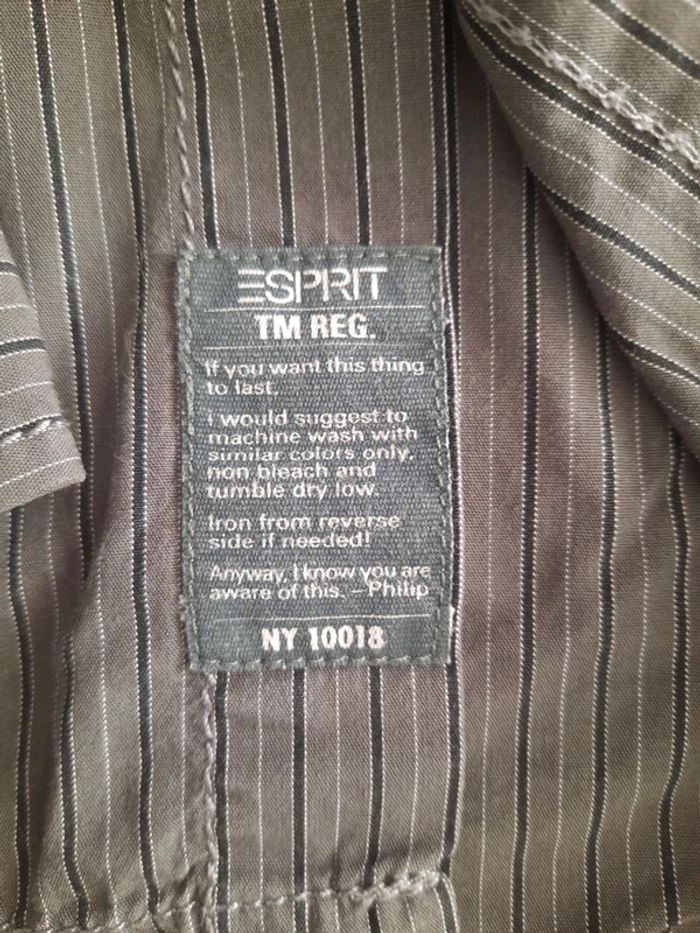 ESPRIT
TM REG.
If you want this thing
to last,
I would suggest to
machine wash with
similar colors only,
non bleach and
tumble dry low.
Iron from reverse
side if needed!
Anyway, I know you are
aware of this. – Philip
NY 10018